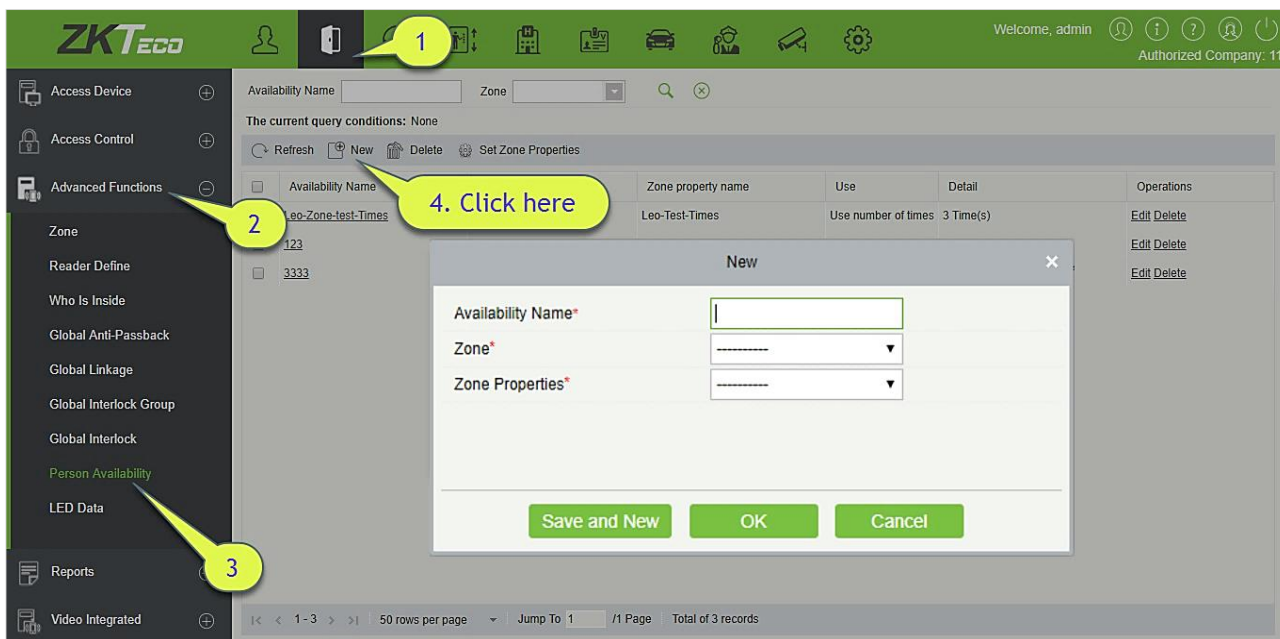 ZKTECO
Welcome, admin
Authorized Company: 11
1
Access Device
Access Control
Advanced Functions
2
Zone
Reader Define
Who Is Inside
Global Anti-Passback
Global Linkage
Global Interlock Group
Global Interlock
Person Availability
LED Data
3
Reports
Video Integrated
Availability Name
Zone
The current query conditions: None
Refresh New Delete Set Zone Properties
4. Click here
Availability Name Zone property name Use Detail Operations
Leo-Zone-test-Times Leo-Test-Times Use number of times 3 Time(s) Edit Delete
123 Edit Delete
3333 Edit Delete
New
Availability Name*
Zone* ----------
Zone Properties* ----------
Save and New OK Cancel
1 - 3 50 rows per page Jump To 1 /1 Page Total of 3 records